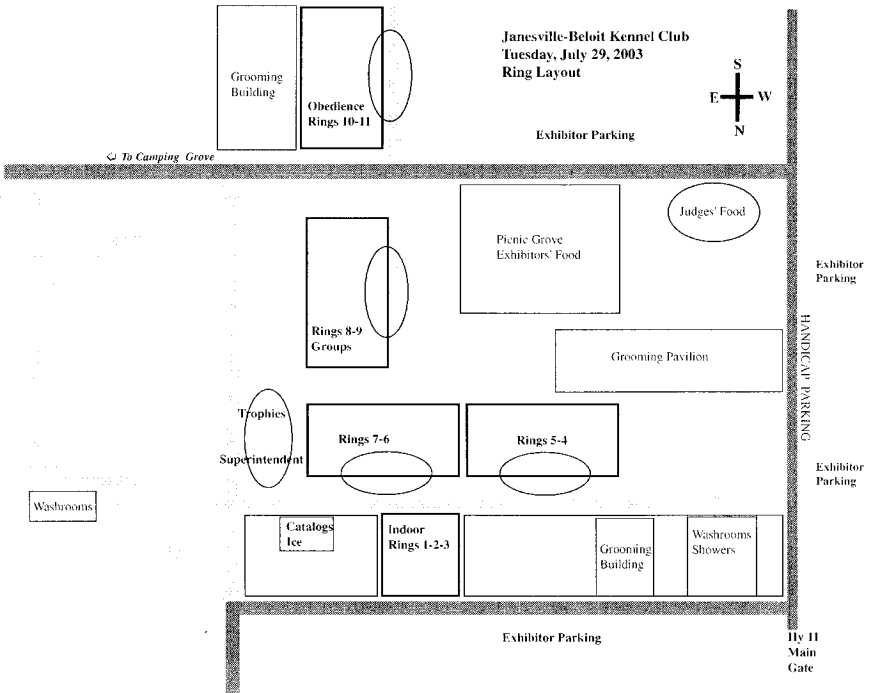 Janesville-Beloit Kennel Club
Tuesday, July 29, 2003
Ring Layout
S
E W
N
Grooming
Building
Obedience
Rings 10-11
Exhibitor Parking
To Camping Grove
Judges' Food
Picnic Grove
Exhibitors' Food
Exhibitor
Parking
Rings 8-9
Groups
Grooming Pavilion
HANDICAP PARKING
Trophies
Superintendent
Rings 7-6
Rings 5-4
Exhibitor
Parking
Washrooms
Catalogs
Ice
Indoor
Rings 1-2-3
Grooming
Building
Washrooms
Showers
Exhibitor Parking
Hy 11
Main
Gate